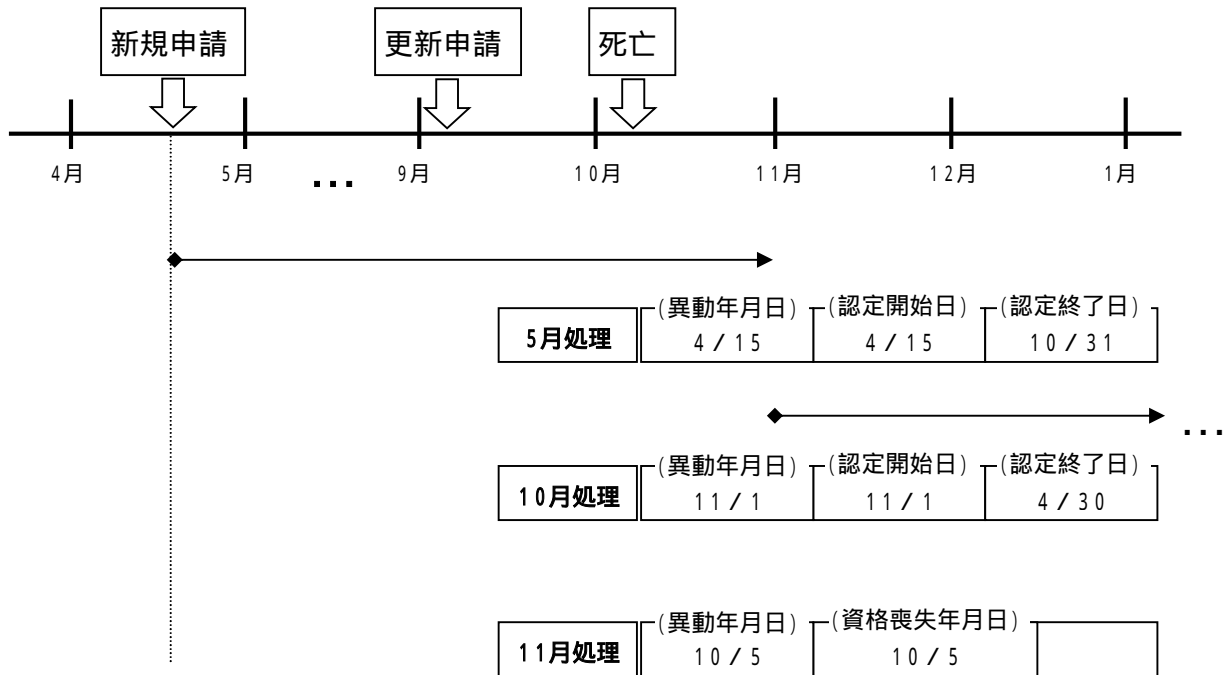 新規申請 更新申請 死亡
4月 5月 ... 9月 10月 11月 12月 1月
(異動年月日) (認定開始日) (認定終了日)
5月処理 4/15 4/15 10/31
...
(異動年月日) (認定開始日) (認定終了日)
10月処理 11/1 11/1 4/30
(異動年月日) (資格喪失年月日)
11月処理 10/5 10/5